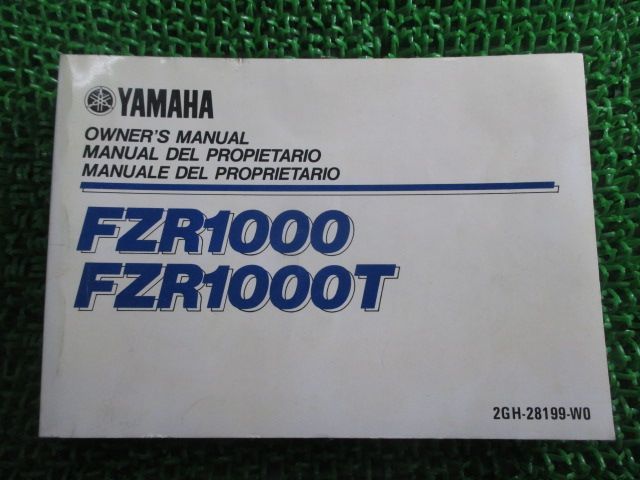 YAMAHA
OWNER'S MANUAL
MANUAL DEL PROPIETARIO
MANUALE DEL PROPRIETARIO
FZR1000
FZR1000T
2GH-28199-W0